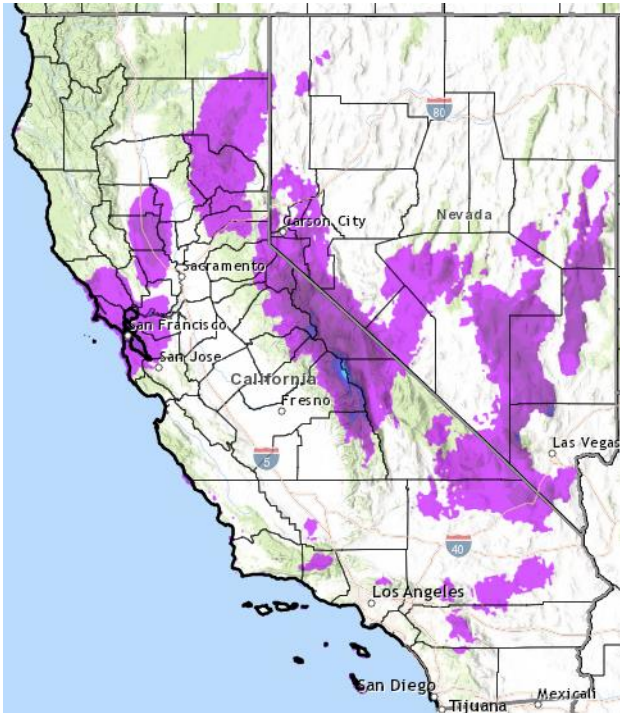 80
Carson City
Nevada
Sacramento
San Francisco
San Jose
California
Fresno
Las Vegas
5
40
Los Angeles
San Diego
Mexicali
Tijuana